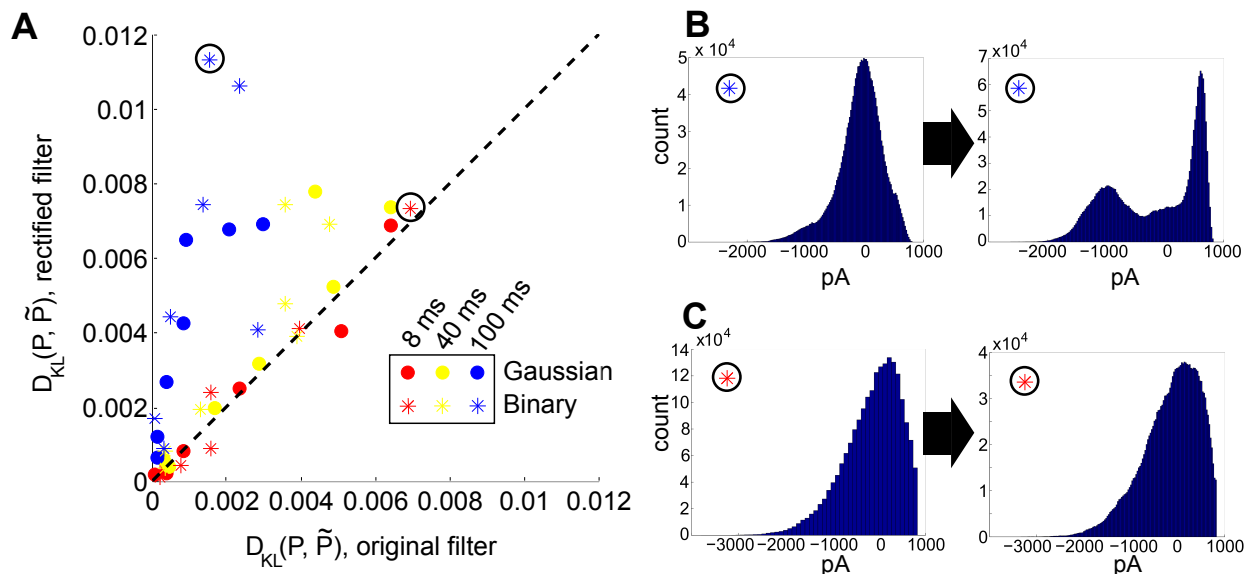 A
D_KL(P, P̃), rectified filter
0.012
0.01
0.008
0.006
0.004
0.002
0
0 0.002 0.004 0.006 0.008 0.01 0.012
D_KL(P, P̃), original filter
8 ms
40 ms
100 ms
Gaussian
Binary
B
x 10^4
5
4
3
2
1
0
count
-2000 -1000 0 1000
pA
x 10^4
7
6
5
4
3
2
1
0
-2000 -1000 0 1000
pA
C
x10^4
14
12
10
8
6
4
2
0
count
-3000 -2000 -1000 0 1000
pA
x10^4
4
3
2
1
0
-3000 -2000 -1000 0 1000
pA